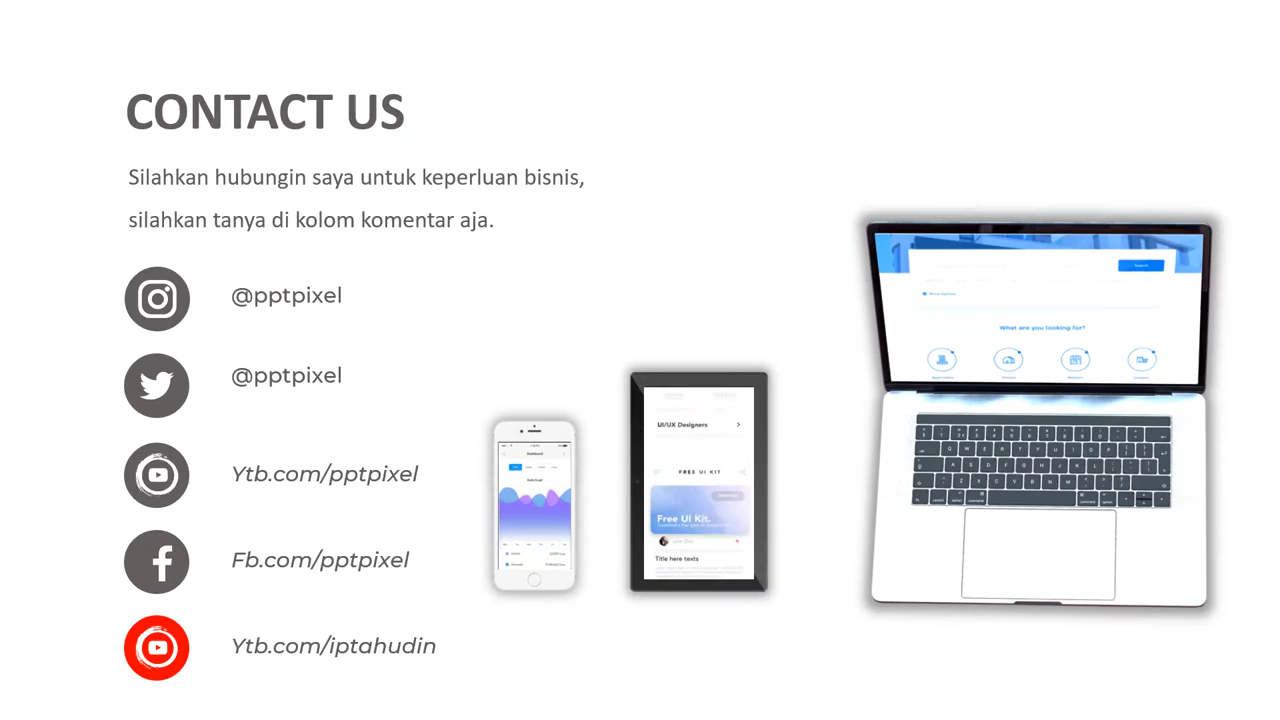 CONTACT US
Silahkan hubungin saya untuk keperluan bisnis,
silahkan tanya di kolom komentar aja.
@pptpixel
@pptpixel
Ytb.com/pptpixel
Fb.com/pptpixel
Ytb.com/iptahudin
Dashboard
UI/UX Designers
FREE UI KIT
Free UI Kit.
Title here texts
Search
What are you looking for?